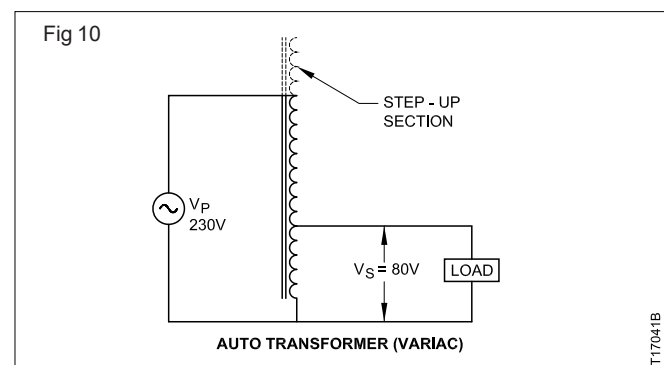 Fig 10
STEP - UP
SECTION
VP
230V
VS = 80V
LOAD
AUTO TRANSFORMER (VARIAC)
T17041B